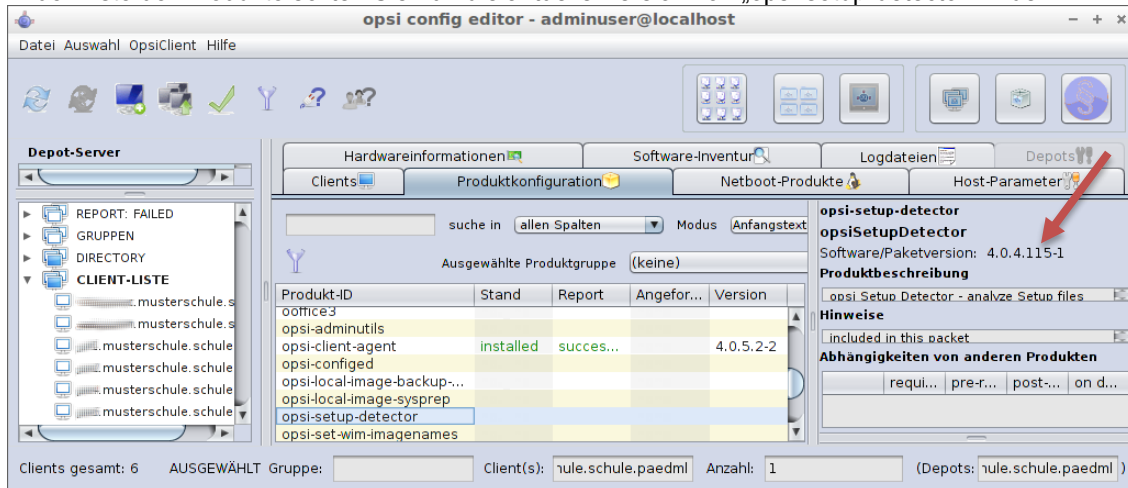 opsi config editor - adminuser@localhost
Datei Auswahl OpsiClient Hilfe
Depot-Server
REPORT: FAILED
GRUPPEN
DIRECTORY
CLIENT-LISTE
.musterschule.s
.musterschule.s
.musterschule.schule
.musterschule.schule
.musterschule.schule
.musterschule.schule
Hardwareinformationen Software-Inventur Logdateien Depots
Clients Produktkonfiguration Netboot-Produkte Host-Parameter
suche in allen Spalten Modus Anfangstext
Ausgewählte Produktgruppe (keine)
Produkt-ID Stand Report Angefor... Version
ooffice3
opsi-adminutils
opsi-client-agent installed succes... 4.0.5.2-2
opsi-configed
opsi-local-image-backup-...
opsi-local-image-sysprep
opsi-setup-detector
opsi-set-wim-imagenames
opsi-setup-detector
opsiSetupDetector
Software/Paketversion: 4.0.4.115-1
Produktbeschreibung
opsi Setup Detector - analyze Setup files
Hinweise
included in this packet
Abhängigkeiten von anderen Produkten
requi... pre-r... post-... on d...
Clients gesamt: 6 AUSGEWÄHLT Gruppe: Client(s): nule.schule.paedml Anzahl: 1 (Depots: nule.schule.paedml )